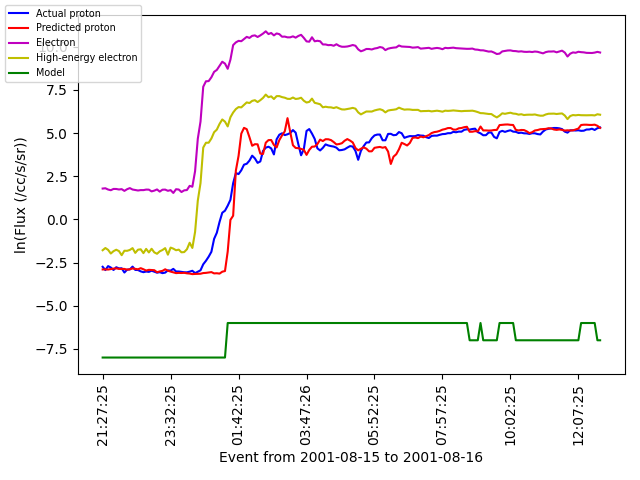 Actual proton
Predicted proton
Electron
High-energy electron
Model
10.0
7.5
5.0
2.5
0.0
−2.5
−5.0
−7.5
ln(Flux (/cc/s/sr))
21:27:25
23:32:25
01:42:25
03:47:26
05:52:25
07:57:25
10:02:25
12:07:25
Event from 2001-08-15 to 2001-08-16